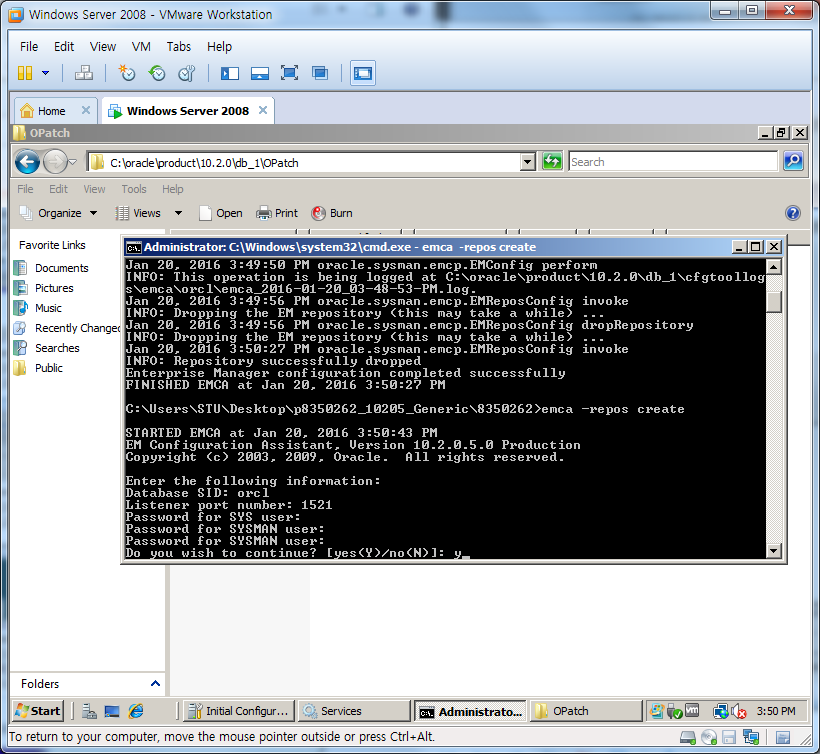 Windows Server 2008 - VMware Workstation
File Edit View VM Tabs Help
Home
Windows Server 2008
OPatch
C:\oracle\product\10.2.0\db_1\OPatch
Search
File Edit View Tools Help
Organize Views Open Print Burn
Favorite Links
Documents
Pictures
Music
Recently Changed
Searches
Public
Administrator: C:\Windows\system32\cmd.exe - emca -repos create
Jan 20, 2016 3:49:50 PM oracle.sysman.emcp.EMConfig perform
INFO: This operation is being logged at C:\oracle\product\10.2.0\db_1\cfgtoollog
s\emca\orcl\emca_2016-01-20_03-48-53-PM.log.
Jan 20, 2016 3:49:56 PM oracle.sysman.emcp.EMReposConfig invoke
INFO: Dropping the EM repository (this may take a while) ...
Jan 20, 2016 3:49:56 PM oracle.sysman.emcp.EMReposConfig dropRepository
INFO: Dropping the EM repository (this may take a while) ...
Jan 20, 2016 3:50:27 PM oracle.sysman.emcp.EMReposConfig invoke
INFO: Repository successfully dropped
Enterprise Manager configuration completed successfully
FINISHED EMCA at Jan 20, 2016 3:50:27 PM
C:\Users\STU\Desktop\p8350262_10205_Generic\8350262>emca -repos create
STARTED EMCA at Jan 20, 2016 3:50:43 PM
EM Configuration Assistant, Version 10.2.0.5.0 Production
Copyright (c) 2003, 2009, Oracle. All rights reserved.
Enter the following information:
Database SID: orcl
Listener port number: 1521
Password for SYS user:
Password for SYSMAN user:
Password for SYSMAN user:
Do you wish to continue? [yes(Y)/no(N)]: y_
Folders
Start
Initial Configur...
Services
Administrato...
OPatch
3:50 PM
To return to your computer, move the mouse pointer outside or press Ctrl+Alt.